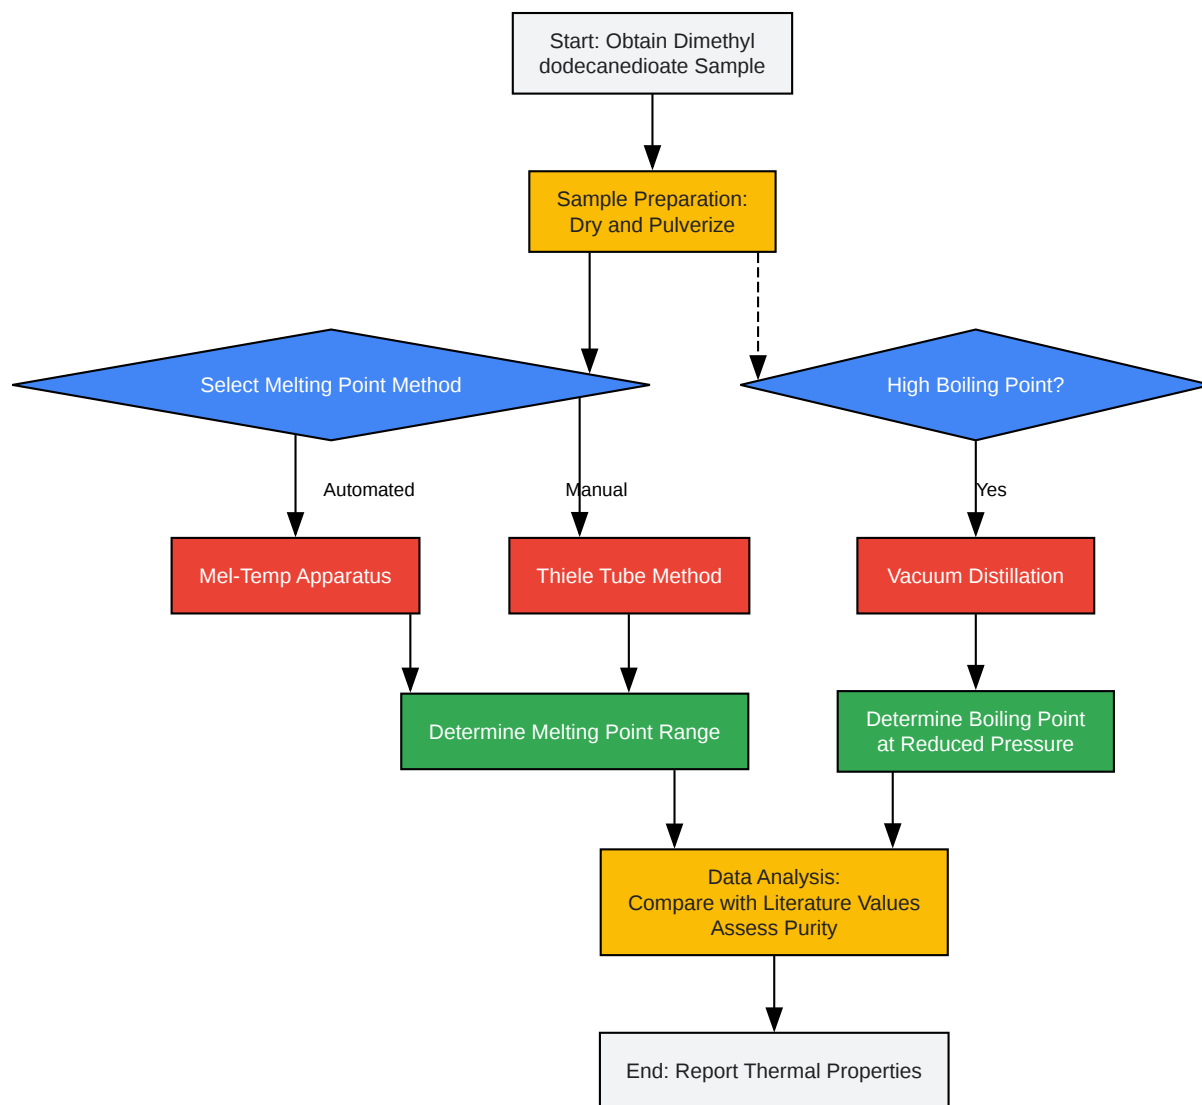 Start: Obtain Dimethyl
dodecanedioate Sample
Sample Preparation:
Dry and Pulverize
Select Melting Point Method
High Boiling Point?
Automated
Manual
Yes
Mel-Temp Apparatus
Thiele Tube Method
Vacuum Distillation
Determine Melting Point Range
Determine Boiling Point
at Reduced Pressure
Data Analysis:
Compare with Literature Values
Assess Purity
End: Report Thermal Properties